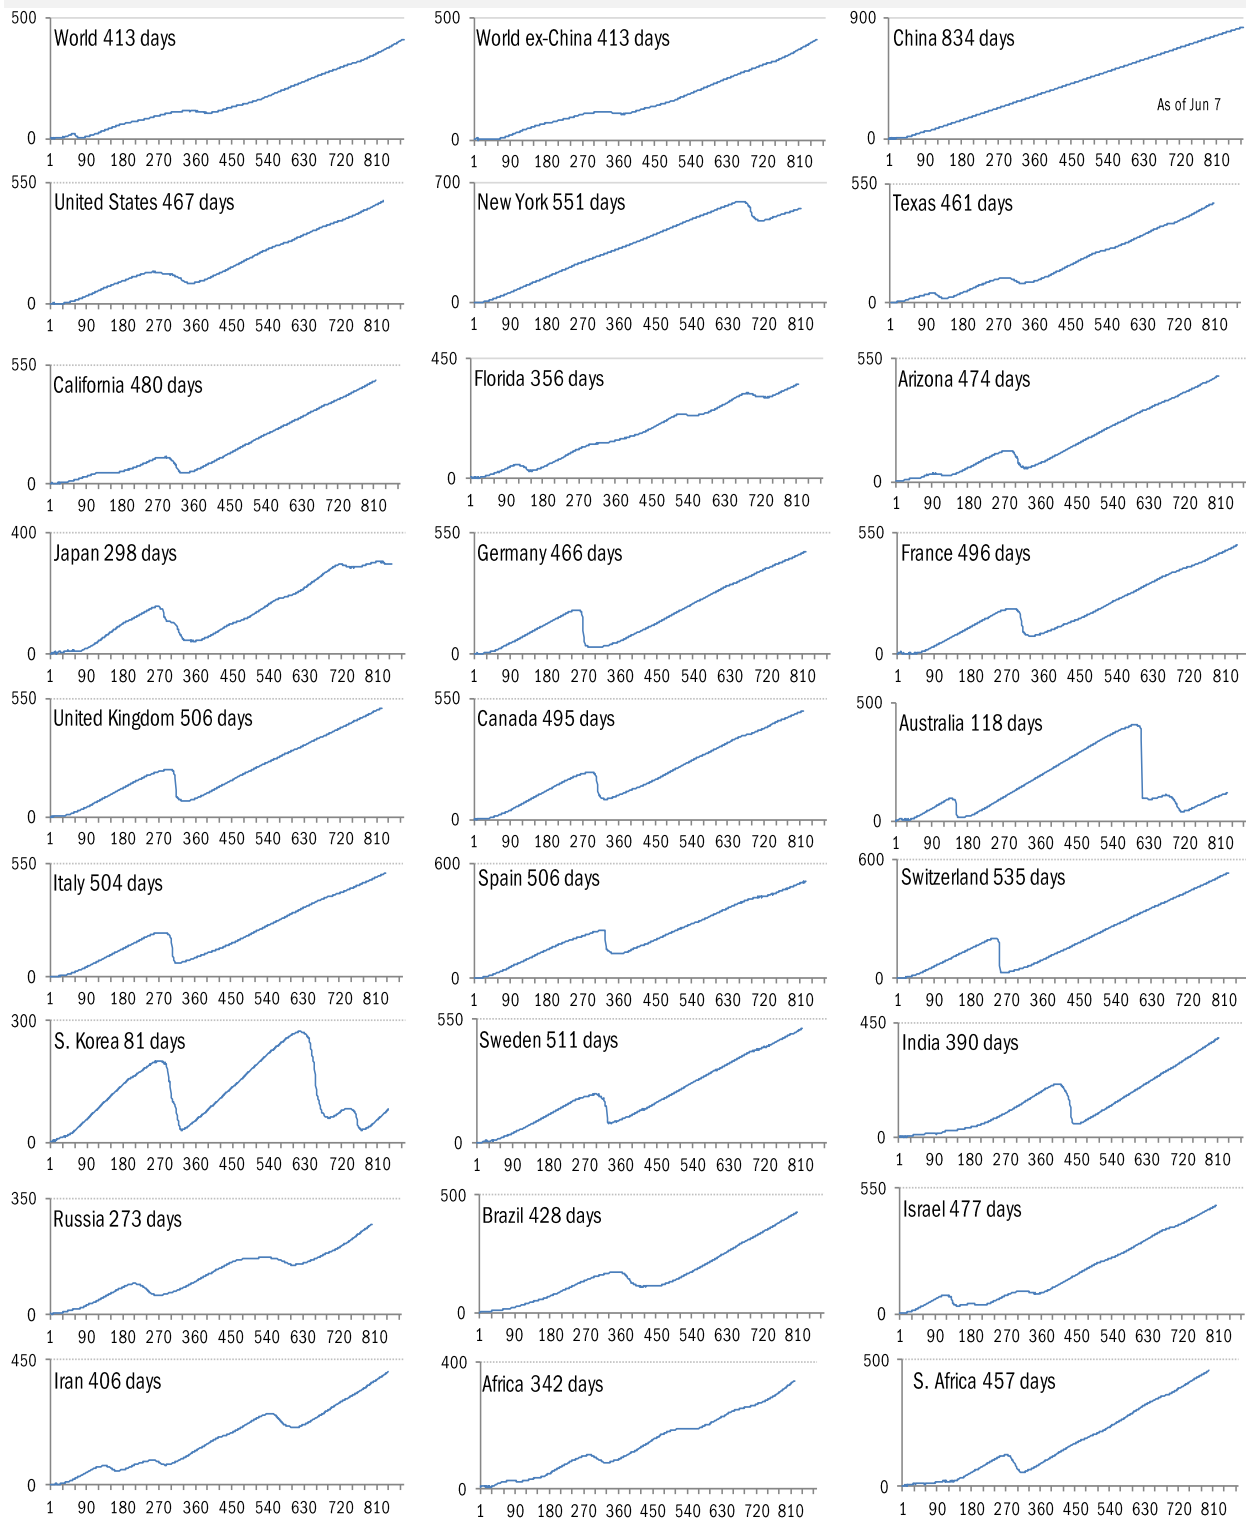 World 413 days
500
0
1 90 180 270 360 450 540 630 720 810
World ex-China 413 days
500
0
1 90 180 270 360 450 540 630 720 810
China 834 days
900
0
As of Jun 7
1 90 180 270 360 450 540 630 720 810
United States 467 days
550
0
1 90 180 270 360 450 540 630 720 810
New York 551 days
700
0
1 90 180 270 360 450 540 630 720 810
Texas 461 days
550
0
1 90 180 270 360 450 540 630 720 810
California 480 days
550
0
1 90 180 270 360 450 540 630 720 810
Florida 356 days
450
0
1 90 180 270 360 450 540 630 720 810
Arizona 474 days
550
0
1 90 180 270 360 450 540 630 720 810
Japan 298 days
400
0
1 90 180 270 360 450 540 630 720 810
Germany 466 days
550
0
1 90 180 270 360 450 540 630 720 810
France 496 days
550
0
1 90 180 270 360 450 540 630 720 810
United Kingdom 506 days
550
0
1 90 180 270 360 450 540 630 720 810
Canada 495 days
550
0
1 90 180 270 360 450 540 630 720 810
Australia 118 days
500
0
1 90 180 270 360 450 540 630 720 810
Italy 504 days
550
0
1 90 180 270 360 450 540 630 720 810
Spain 506 days
600
0
1 90 180 270 360 450 540 630 720 810
Switzerland 535 days
600
0
1 90 180 270 360 450 540 630 720 810
S. Korea 81 days
300
0
1 90 180 270 360 450 540 630 720 810
Sweden 511 days
550
0
1 90 180 270 360 450 540 630 720 810
India 390 days
450
0
1 90 180 270 360 450 540 630 720 810
Russia 273 days
350
0
1 90 180 270 360 450 540 630 720 810
Brazil 428 days
500
0
1 90 180 270 360 450 540 630 720 810
Israel 477 days
550
0
1 90 180 270 360 450 540 630 720 810
Iran 406 days
450
0
1 90 180 270 360 450 540 630 720 810
Africa 342 days
400
0
1 90 180 270 360 450 540 630 720 810
S. Africa 457 days
500
0
1 90 180 270 360 450 540 630 720 810